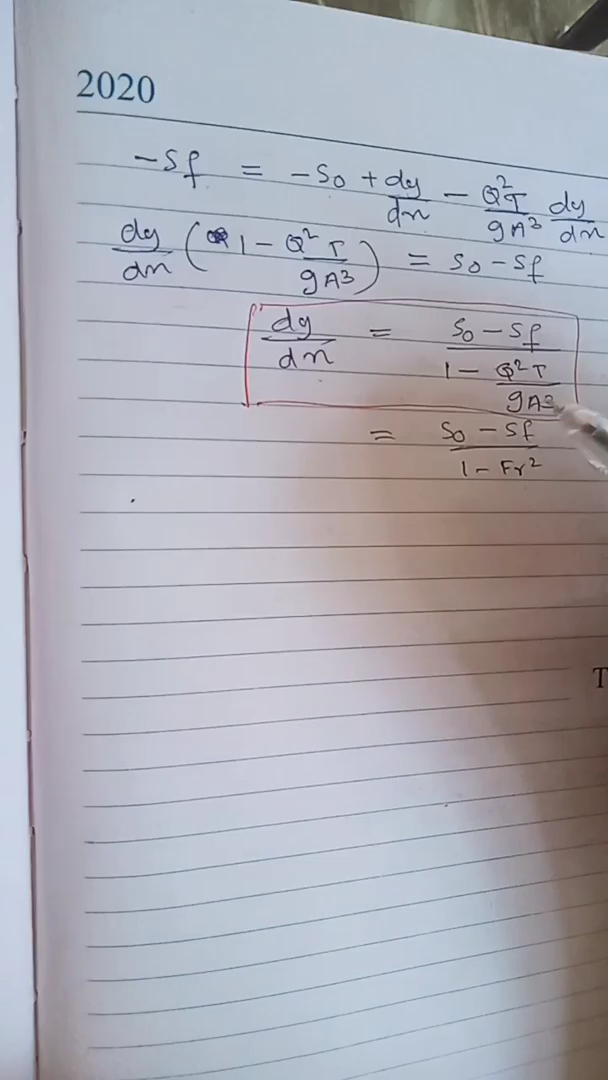 2020
-Sf = -S₀ + dy/dx - Q²T/gA³ dy/dx
dy/dx (1 - Q²T/gA³) = S₀ - Sf
dy/dx = (S₀ - Sf)/(1 - Q²T/gA³)
= (S₀ - Sf)/(1 - Fr²)
T